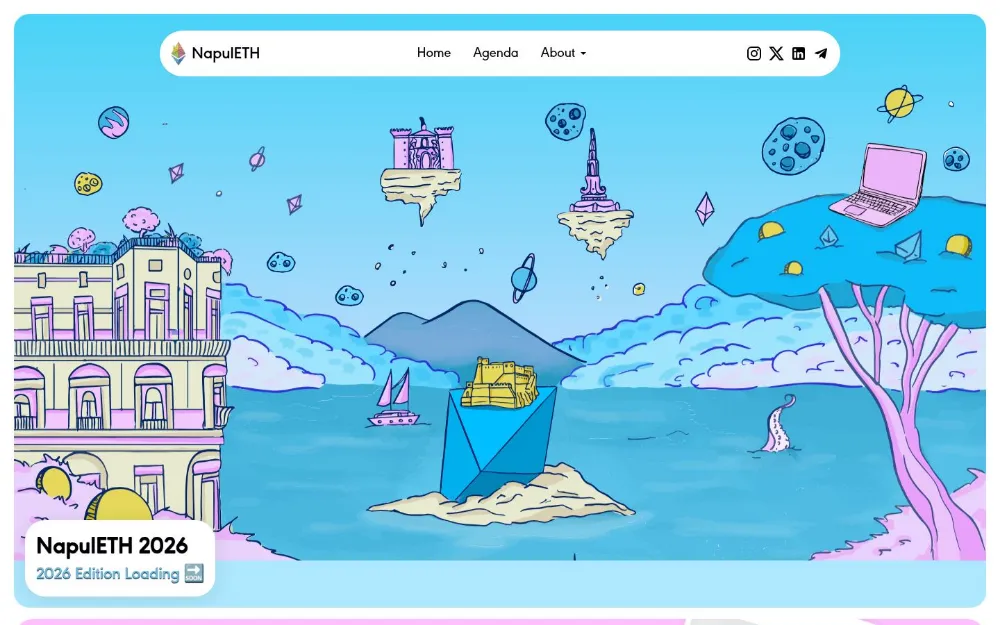 NapulETH
Home
Agenda
About
NapulETH 2026
2026 Edition Loading 🔜